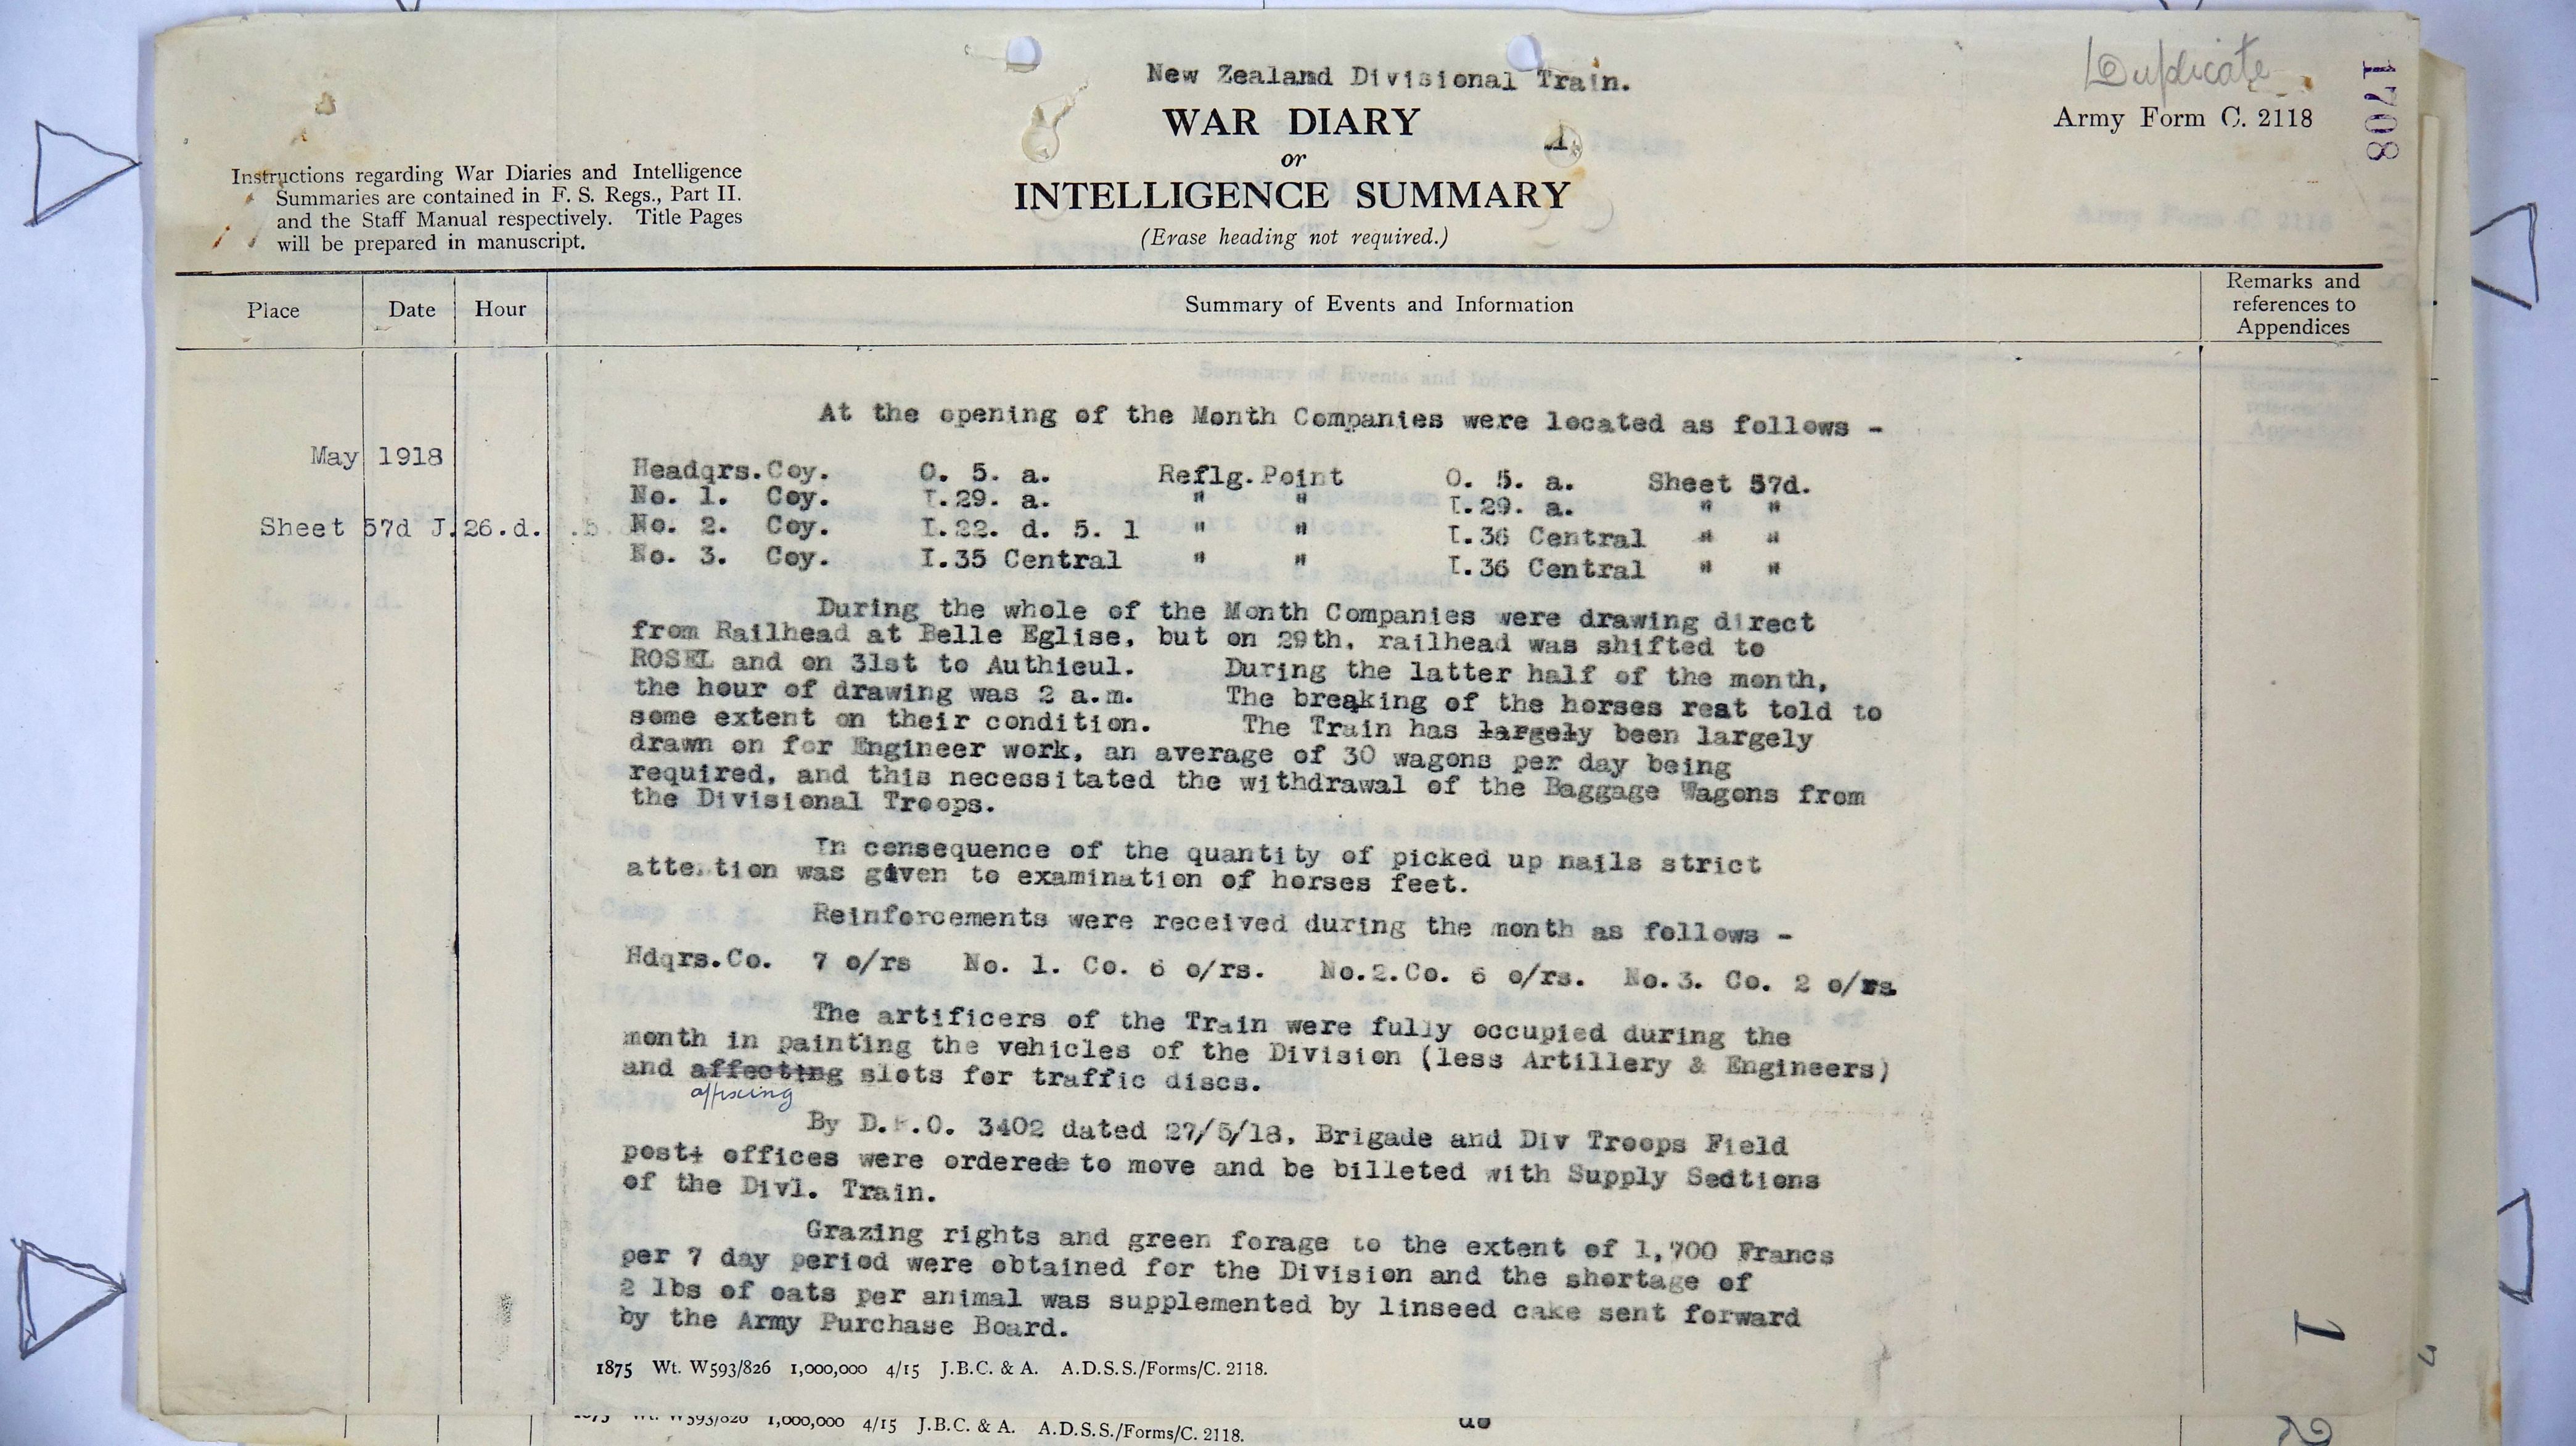 Duplicate
New Zealand Divisional Train.
WAR DIARY
or
INTELLIGENCE SUMMARY
(Erase heading not required.)
Army Form C. 2118
1708
Instructions regarding War Diaries and Intelligence
Summaries are contained in F. S. Regs., Part II.
and the Staff Manual respectively. Title Pages
will be prepared in manuscript.
Place Date Hour Summary of Events and Information Remarks and references to Appendices
At the opening of the Month Companies were located as follows -
May 1918
Headqrs.Coy. O. 5. a. Reflg.Point O. 5. a. Sheet 57d.
No. 1. Coy. I.29. a. " " I.29. a. " "
Sheet 57d J.26.d. No. 2. Coy. I.22. d. 5. 1 " " I.36 Central " "
No. 3. Coy. I.35 Central " " I.36 Central " "
During the whole of the Month Companies were drawing direct
from Railhead at Belle Eglise, but on 29th, railhead was shifted to
ROSEL and on 31st to Authieul. During the latter half of the month,
the hour of drawing was 2 a.m. The breaking of the horses rest told to
some extent on their condition. The Train has largely been largely
drawn on for Engineer work, an average of 30 wagons per day being
required, and this necessitated the withdrawal of the Baggage Wagons from
the Divisional Troops.
In consequence of the quantity of picked up nails strict
atte.tion was given to examination of horses feet.
Reinforcements were received during the month as follows -
Hdqrs.Co. 7 o/rs No. 1. Co. 6 o/rs. No.2.Co. 6 o/rs. No.3. Co. 2 o/rs
The artificers of the Train were fully occupied during the
month in painting the vehicles of the Division (less Artillery & Engineers)
and affecting slots for traffic discs.
affixing
By D.R.O. 3402 dated 27/5/18, Brigade and Div Troops Field
post offices were ordered to move and be billeted with Supply Sedtions
of the Divl. Train.
Grazing rights and green forage to the extent of 1,700 Francs
per 7 day period were obtained for the Division and the shortage of
2 lbs of oats per animal was supplemented by linseed cake sent forward
by the Army Purchase Board.
1
1875 Wt. W593/826 1,000,000 4/15 J.B.C. & A. A.D.S.S./Forms/C. 2118.
1875 Wt. W593/826 1,000,000 4/15 J.B.C. & A. A.D.S.S./Forms/C. 2118.
2